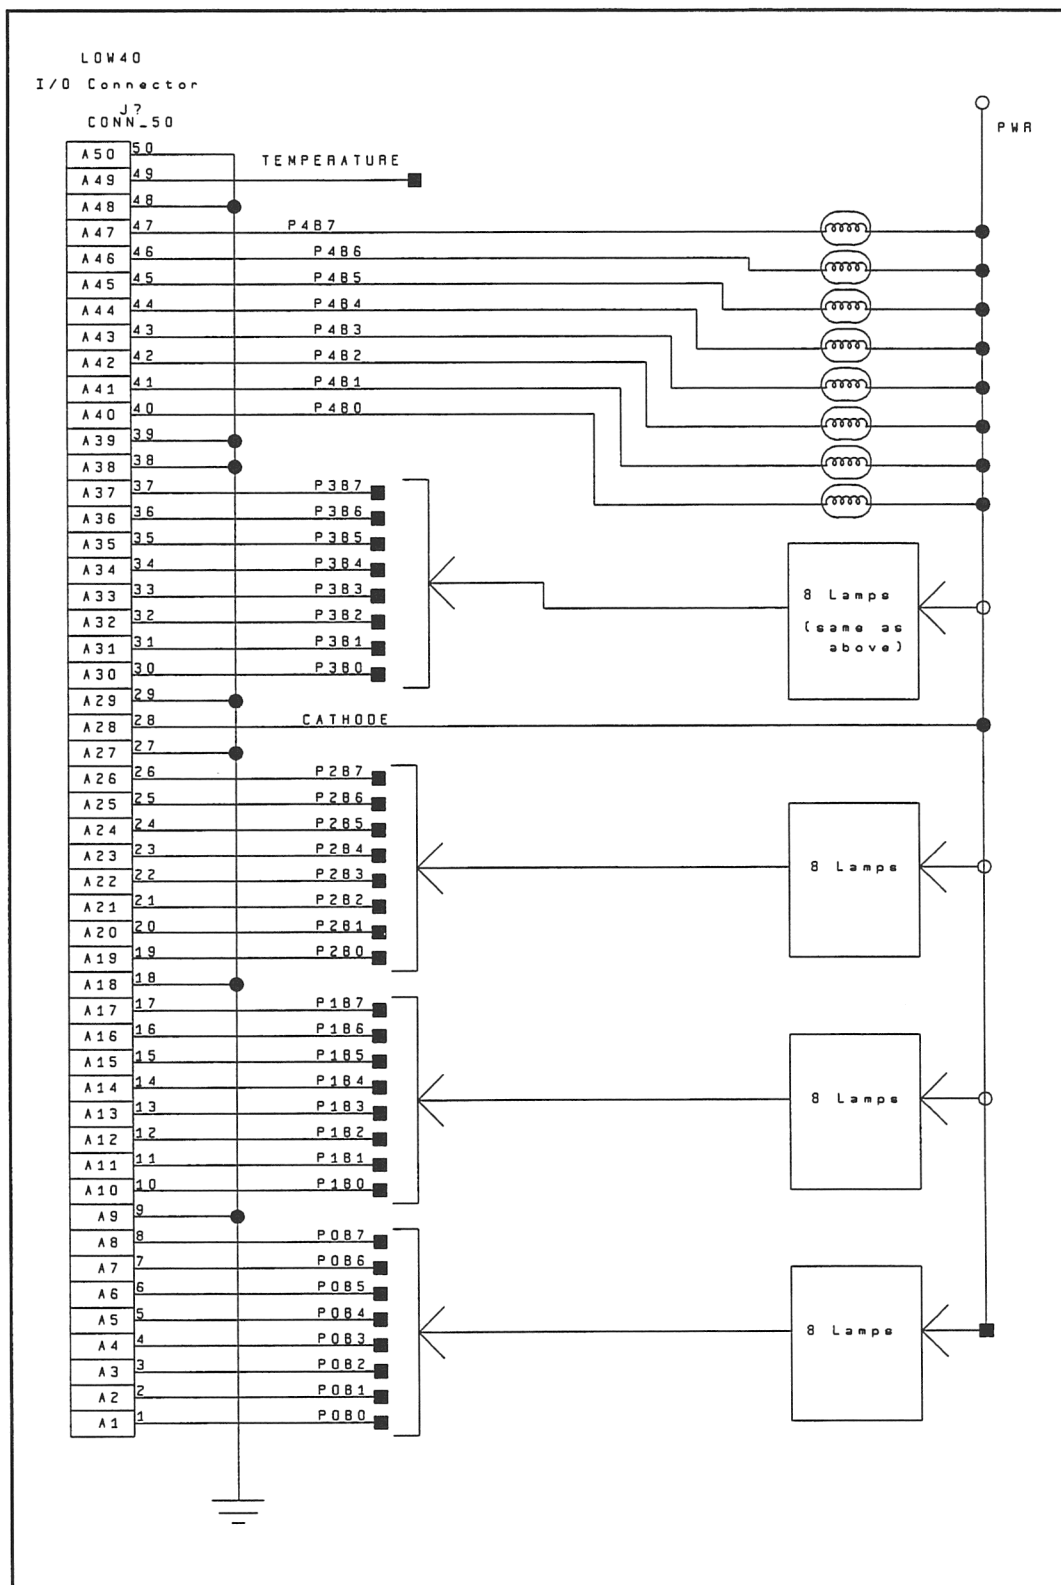 LOW40
I/O Connector
J?
CONN_50
PWR
A50 50
TEMPERATURE
A49 49
A48 48
A47 47 P4B7
A46 46 P4B6
A45 45 P4B5
A44 44 P4B4
A43 43 P4B3
A42 42 P4B2
A41 41 P4B1
A40 40 P4B0
A39 39
A38 38
A37 37 P3B7
A36 36 P3B6
A35 35 P3B5
A34 34 P3B4
A33 33 P3B3
A32 32 P3B2
A31 31 P3B1
A30 30 P3B0
8 Lamps
(same as
above)
A29 29
A28 28 CATHODE
A27 27
A26 26 P2B7
A25 25 P2B6
A24 24 P2B5
A23 23 P2B4
A22 22 P2B3
A21 21 P2B2
A20 20 P2B1
A19 19 P2B0
8 Lamps
A18 18
A17 17 P1B7
A16 16 P1B6
A15 15 P1B5
A14 14 P1B4
A13 13 P1B3
A12 12 P1B2
A11 11 P1B1
A10 10 P1B0
8 Lamps
A9 9
A8 8 P0B7
A7 7 P0B6
A6 6 P0B5
A5 5 P0B4
A4 4 P0B3
A3 3 P0B2
A2 2 P0B1
A1 1 P0B0
8 Lamps